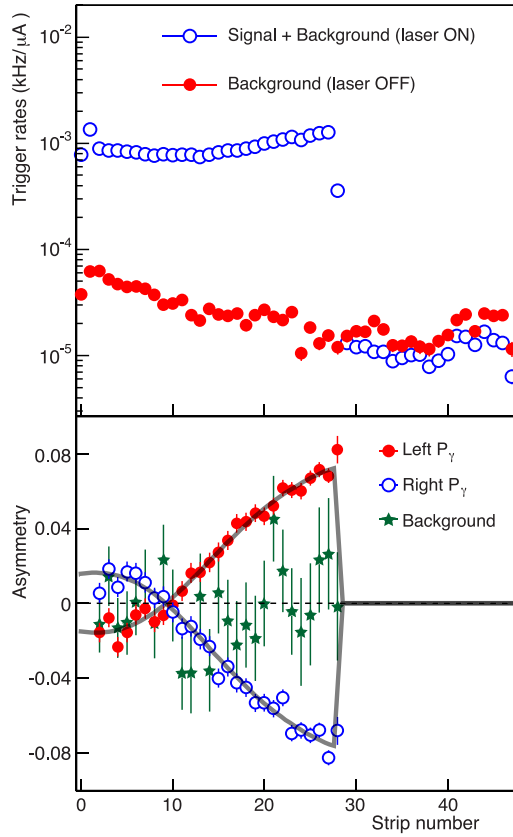 Trigger rates (kHz/μA)
Signal + Background (laser ON)
Background (laser OFF)
10⁻²
10⁻³
10⁻⁴
10⁻⁵
Asymmetry
Left Pγ
Right Pγ
Background
0.08
0.04
0
-0.04
-0.08
0 10 20 30 40
Strip number